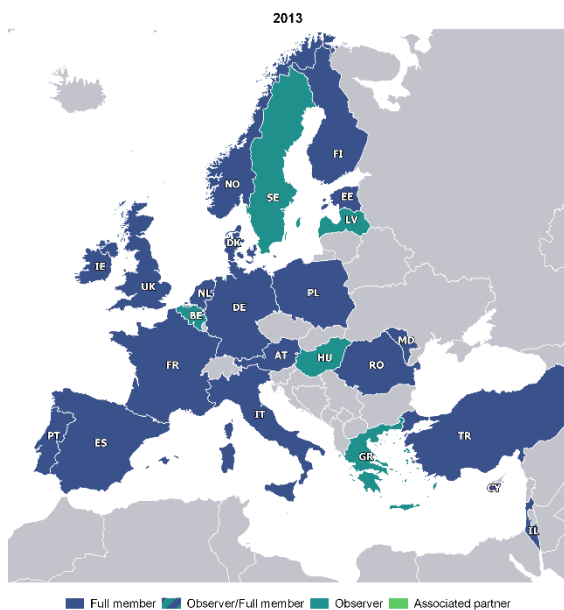 2013
FI
NO
SE
EE
LV
DK
IE
UK
NL
DE
PL
BE
FR
AT
HU
RO
MD
IT
PT
ES
GR
TR
CY
IL
Full member Observer/Full member Observer Associated partner